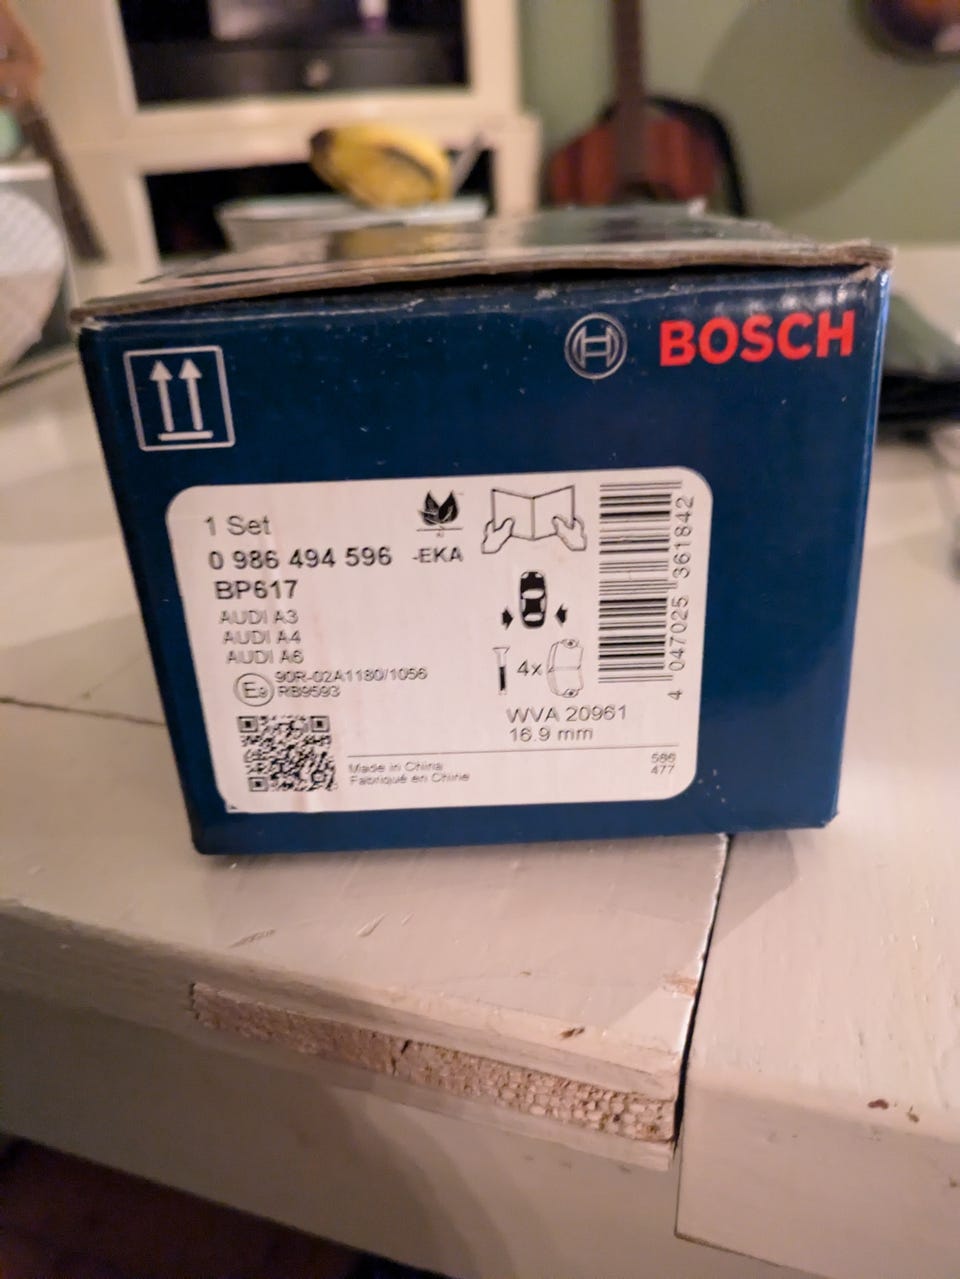 BOSCH
1 Set
0 986 494 596 -EKA
BP617
AUDI A3
AUDI A4
AUDI A6
E9 90R-02A1180/1056
RB9593
4x
WVA 20961
16.9 mm
Made in China
Fabriqué en Chine
586
477
4 047025 361842